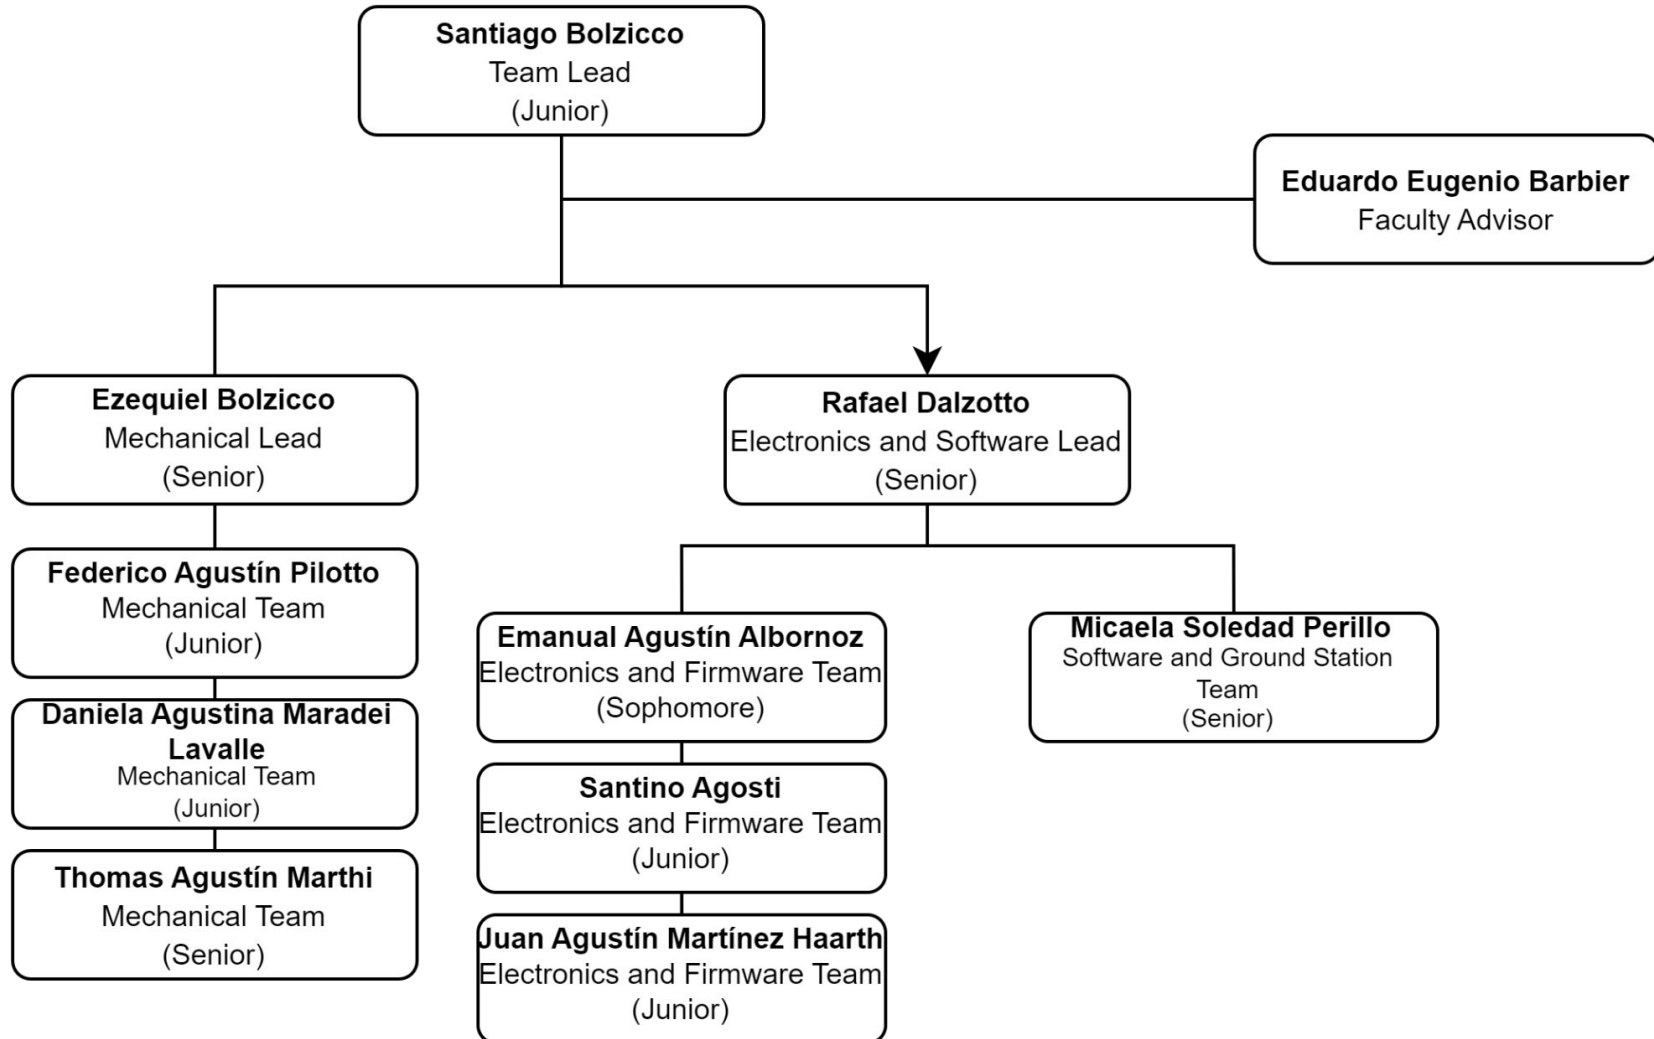 Santiago Bolzicco
Team Lead
(Junior)
Eduardo Eugenio Barbier
Faculty Advisor
Ezequiel Bolzicco
Mechanical Lead
(Senior)
Rafael Dalzotto
Electronics and Software Lead
(Senior)
Federico Agustín Pilotto
Mechanical Team
(Junior)
Daniela Agustina Maradei
Lavalle
Mechanical Team
(Junior)
Thomas Agustín Marthi
Mechanical Team
(Senior)
Emanual Agustín Albornoz
Electronics and Firmware Team
(Sophomore)
Santino Agosti
Electronics and Firmware Team
(Junior)
Juan Agustín Martínez Haarth
Electronics and Firmware Team
(Junior)
Micaela Soledad Perillo
Software and Ground Station
Team
(Senior)